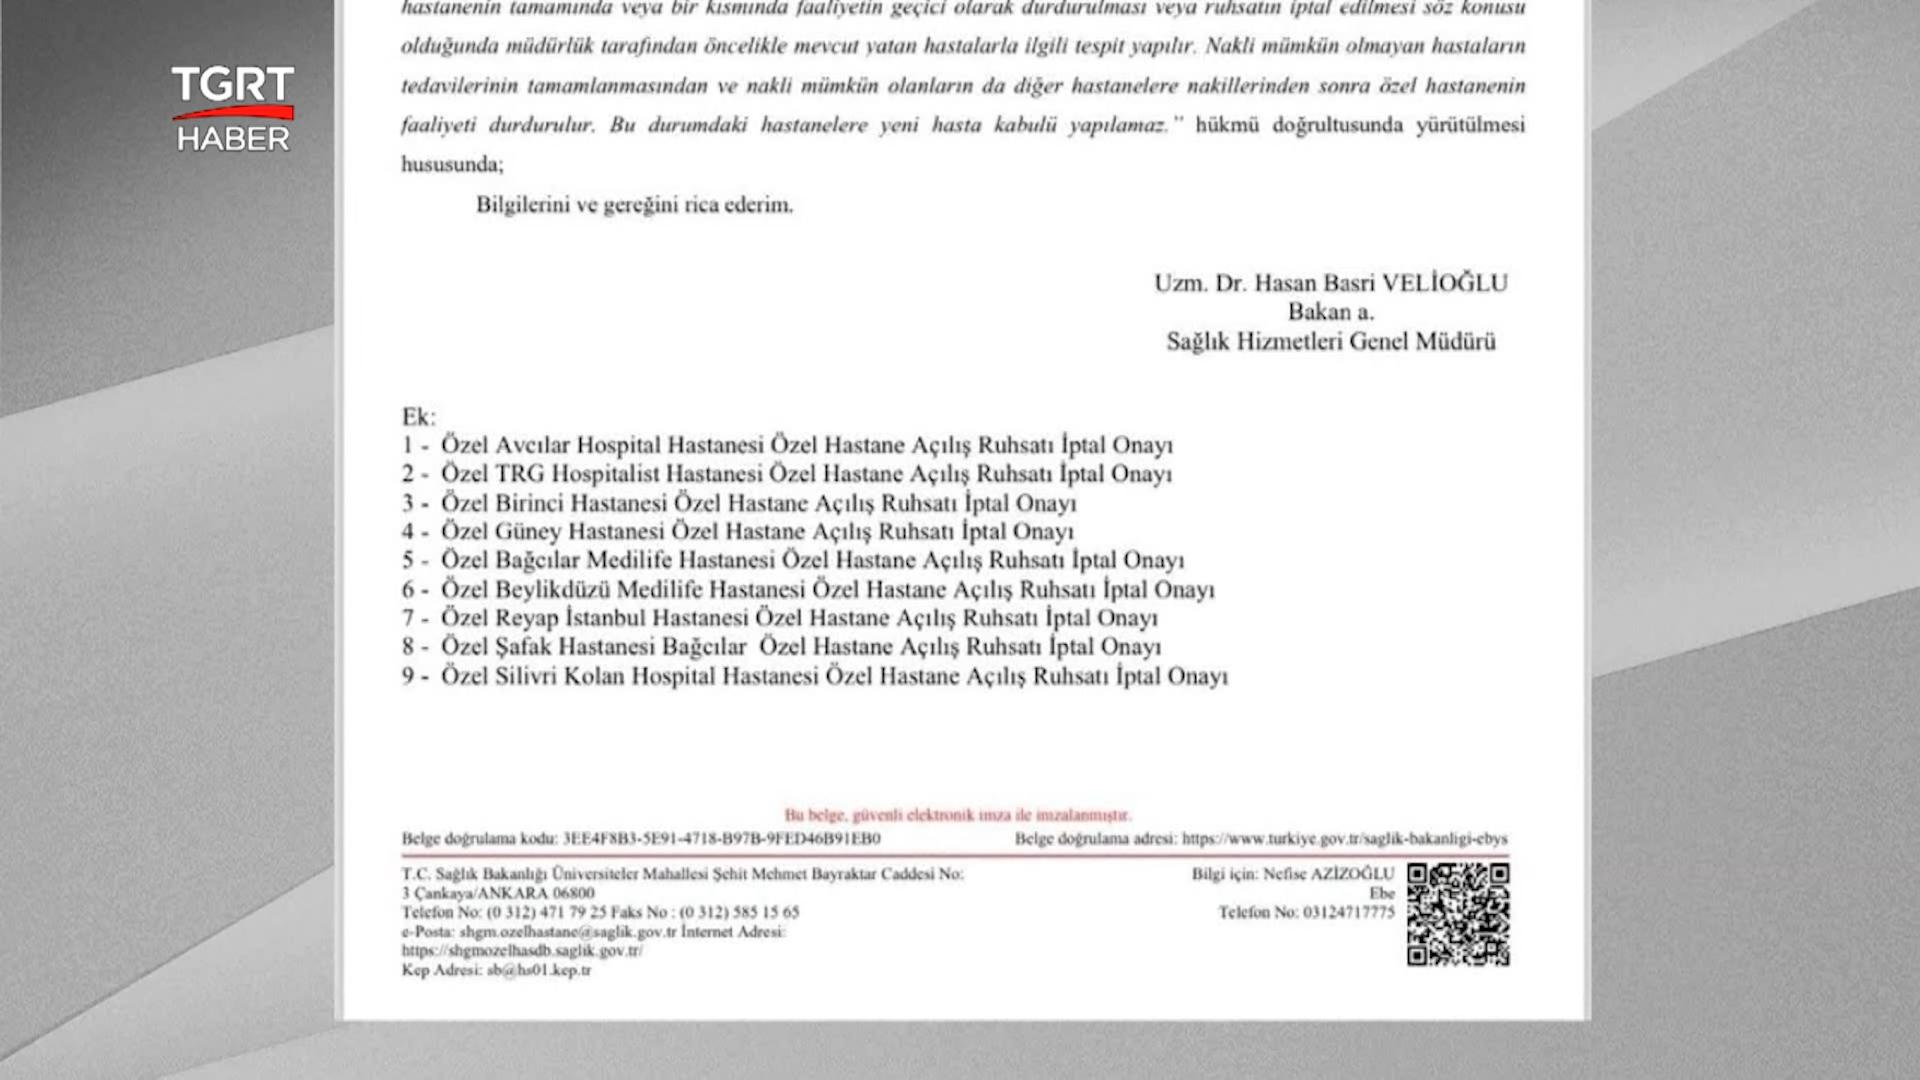 TGRT
HABER
hastanenin tamamında veya bir kısmında faaliyetin geçici olarak durdurulması veya ruhsatın iptal edilmesi söz konusu
olduğunda müdürlük tarafından öncelikle mevcut yatan hastalarla ilgili tespit yapılır. Nakli mümkün olmayan hastaların
tedavilerinin tamamlanmasından ve nakli mümkün olanların da diğer hastanelere nakillerinden sonra özel hastanenin
faaliyeti durdurulur. Bu durumdaki hastanelere yeni hasta kabulü yapılamaz." hükmü doğrultusunda yürütülmesi
hususunda;
Bilgilerini ve gereğini rica ederim.
Uzm. Dr. Hasan Basri VELİOĞLU
Bakan a.
Sağlık Hizmetleri Genel Müdürü
Ek:
1 - Özel Avcılar Hospital Hastanesi Özel Hastane Açılış Ruhsatı İptal Onayı
2 - Özel TRG Hospitalist Hastanesi Özel Hastane Açılış Ruhsatı İptal Onayı
3 - Özel Birinci Hastanesi Özel Hastane Açılış Ruhsatı İptal Onayı
4 - Özel Güney Hastanesi Özel Hastane Açılış Ruhsatı İptal Onayı
5 - Özel Bağcılar Medilife Hastanesi Özel Hastane Açılış Ruhsatı İptal Onayı
6 - Özel Beylikdüzü Medilife Hastanesi Özel Hastane Açılış Ruhsatı İptal Onayı
7 - Özel Reyap İstanbul Hastanesi Özel Hastane Açılış Ruhsatı İptal Onayı
8 - Özel Şafak Hastanesi Bağcılar Özel Hastane Açılış Ruhsatı İptal Onayı
9 - Özel Silivri Kolan Hospital Hastanesi Özel Hastane Açılış Ruhsatı İptal Onayı
Bu belge, güvenli elektronik imza ile imzalanmıştır.
Belge doğrulama kodu: 3EE4F8B3-5E91-4718-B97B-9FED46B91EB0
Belge doğrulama adresi: https://www.turkiye.gov.tr/saglik-bakanligi-ebys
T.C. Sağlık Bakanlığı Üniversiteler Mahallesi Şehit Mehmet Bayraktar Caddesi No:
3 Çankaya/ANKARA 06800
Telefon No: (0 312) 471 79 25 Faks No : (0 312) 585 15 65
e-Posta: shgm.ozelhastane@saglik.gov.tr İnternet Adresi:
https://shgmozelhasdb.saglik.gov.tr/
Kep Adresi: sb@hs01.kep.tr
Bilgi için: Nefise AZİZOĞLU
Ebe
Telefon No: 03124717775